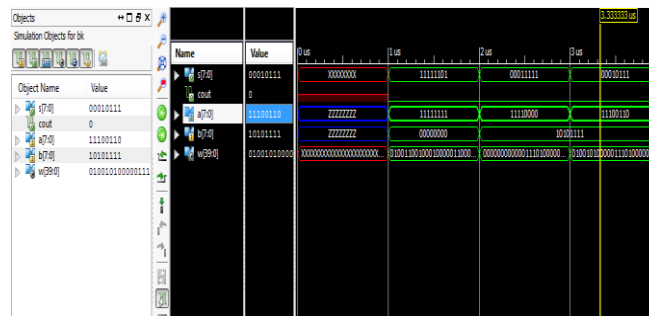 Objects
3.333333 us
Simulation Objects for bk
Name Value 0 us 1 us 2 us 3 us
s[7:0] 00010111 XXXXXXXX 11111101 00011111 00010111
Object Name Value
cout 0
s[7:0] 00010111
a[7:0] 11100110 ZZZZZZZZ 11111111 11110000 11100110
cout 0
b[7:0] 10101111 ZZZZZZZZ 00000000 10101111
a[7:0] 11100110
b[7:0] 10101111
w[39:0] 01001010000
w[39:0] 010010100000111